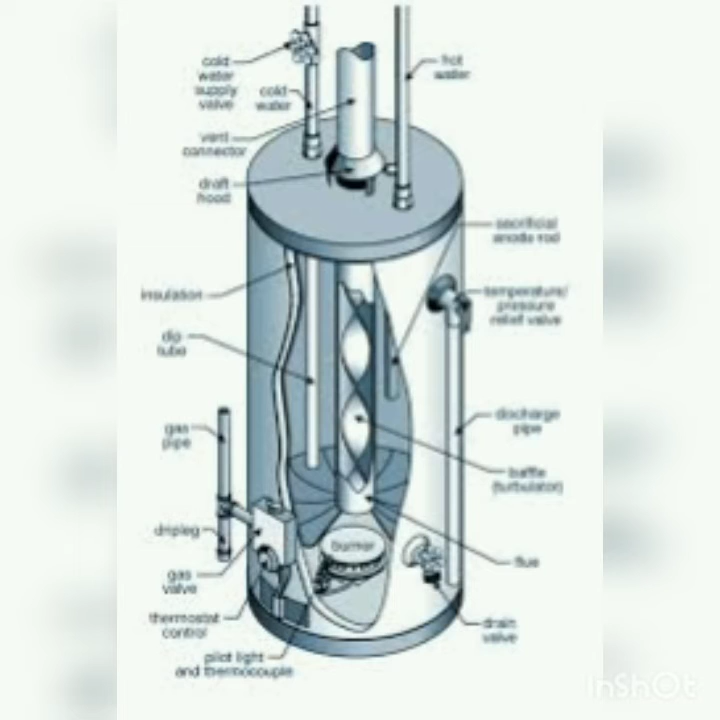 cold
water
supply
valve
cold
water
hot
water
vent
connector
draft
hood
sacrificial
anode rod
insulation
temperature/
pressure
relief valve
dip
tube
gas
pipe
discharge
pipe
baffle
(turbulator)
dripleg
burner
flue
gas
valve
thermostat
control
drain
valve
pilot light
and thermocouple
InShOt